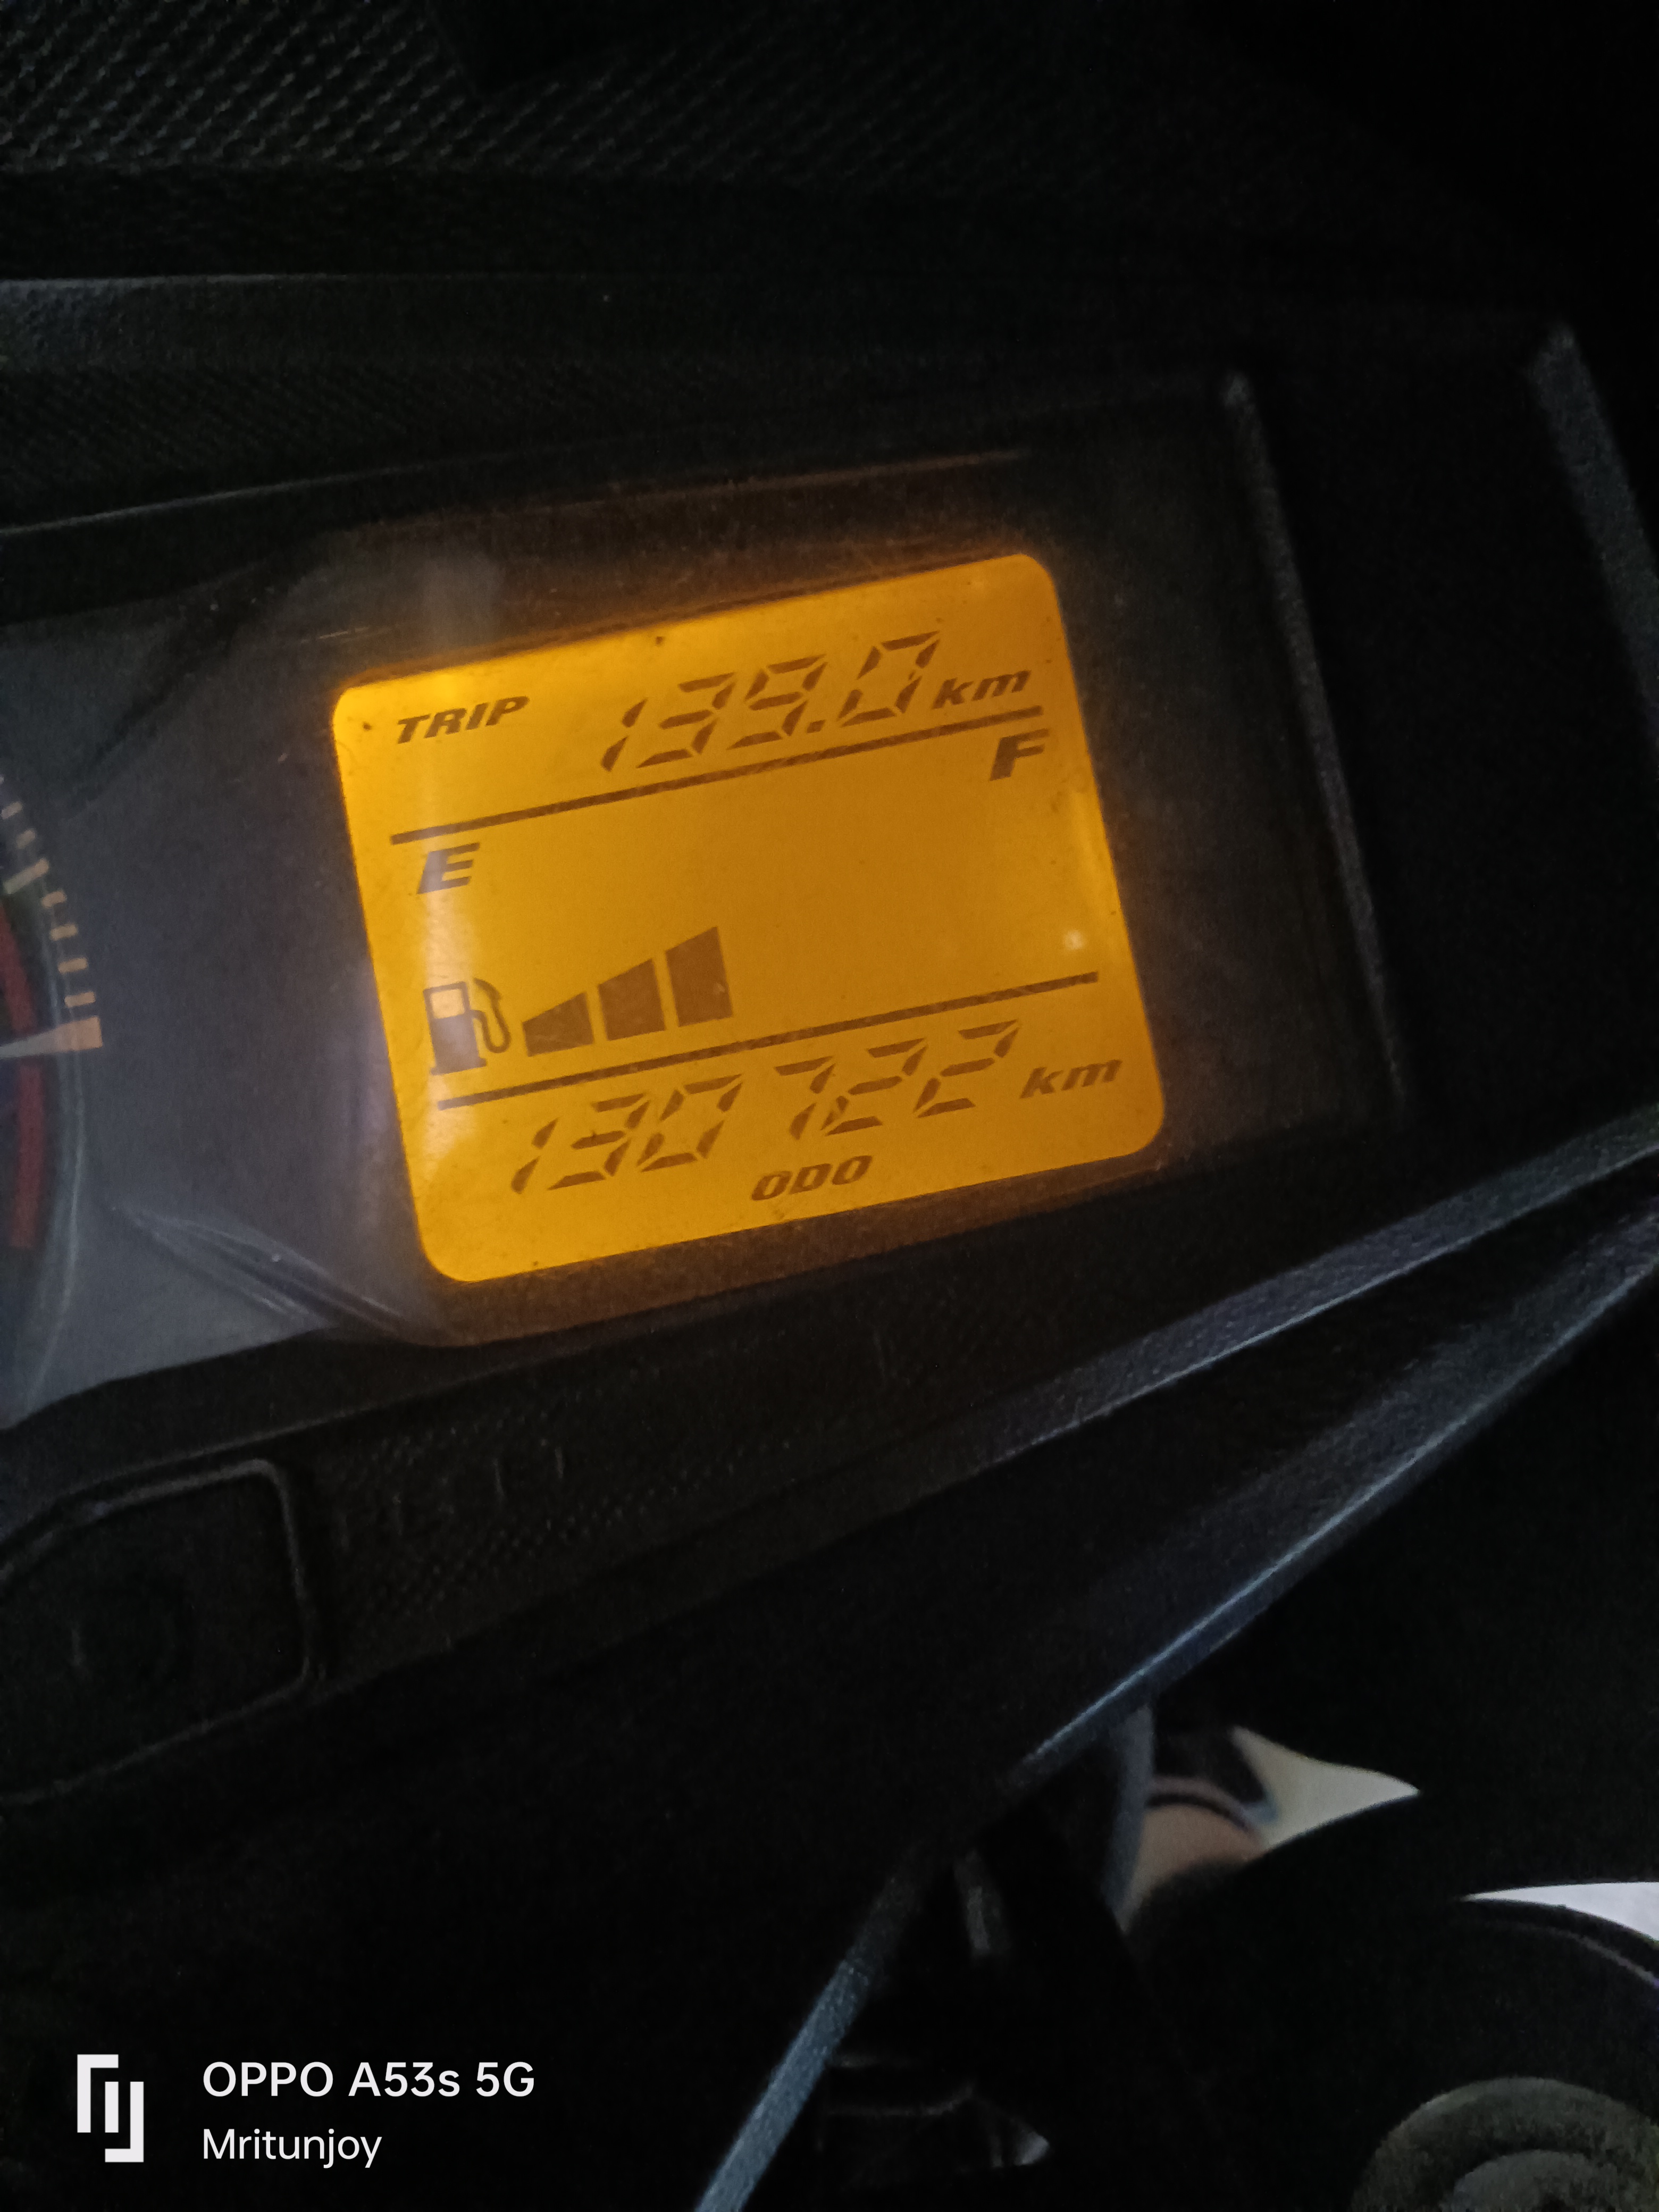 TRIP 139.0 km
E F
130722 km
ODO
OPPO A53s 5G
Mritunjoy